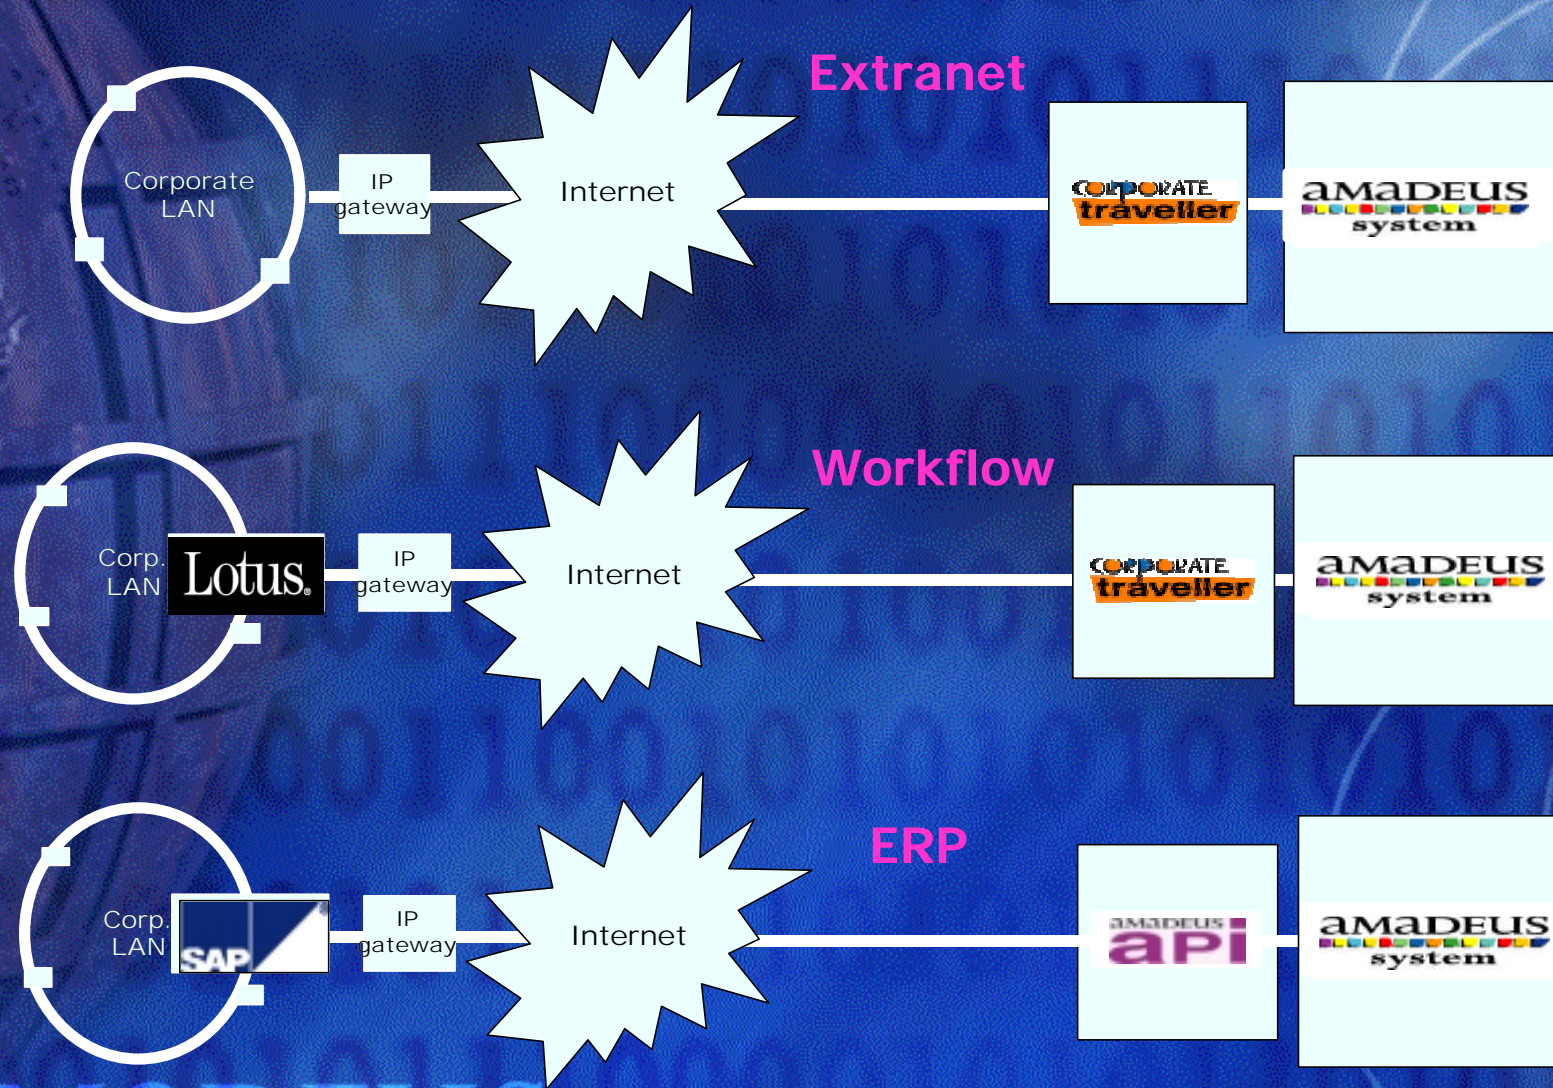 Extranet
Corporate
LAN
IP
gateway
Internet
CORPORATE
traveller
amadeus
system
Workflow
Corp.
LAN
Lotus.
IP
gateway
Internet
CORPORATE
traveller
amadeus
system
ERP
Corp.
LAN
SAP
IP
gateway
Internet
amadeus
api
amadeus
system